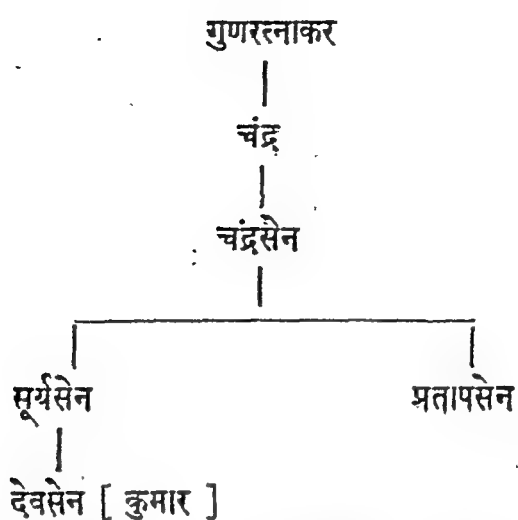 गुणरत्नाकर
चंद्र
चंद्रसेन
सूर्यसेन प्रतापसेन
देवसेन [ कुमार ]